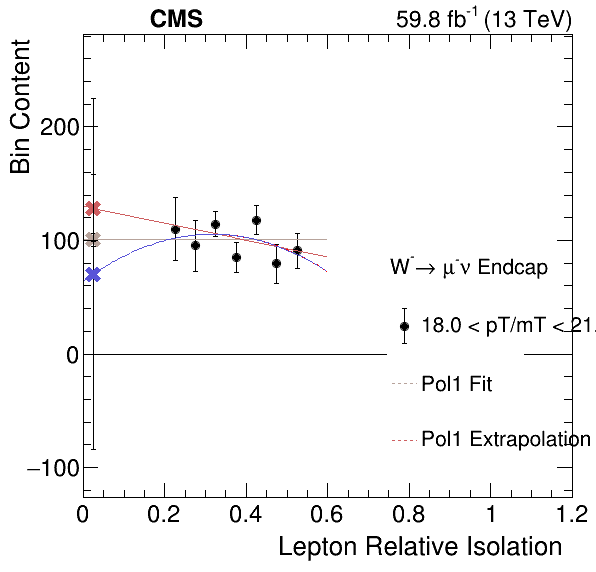 CMS 59.8 fb⁻¹ (13 TeV)
Bin Content
200
100
0
−100
W⁻→ μ⁻ν Endcap
18.0 < pT/mT < 21.
Pol1 Fit
Pol1 Extrapolation
0 0.2 0.4 0.6 0.8 1 1.2
Lepton Relative Isolation